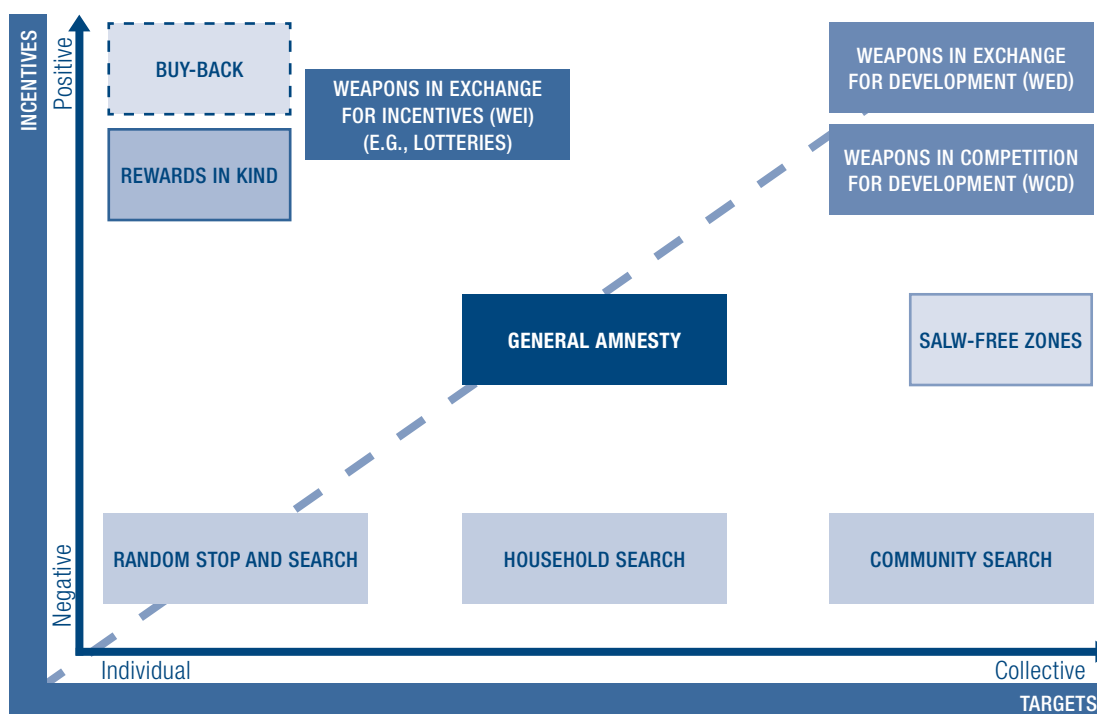 INCENTIVES
Positive
Negative
BUY-BACK
WEAPONS IN EXCHANGE
FOR INCENTIVES (WEI)
(E.G., LOTTERIES)
WEAPONS IN EXCHANGE
FOR DEVELOPMENT (WED)
REWARDS IN KIND
WEAPONS IN COMPETITION
FOR DEVELOPMENT (WCD)
GENERAL AMNESTY
SALW-FREE ZONES
RANDOM STOP AND SEARCH
HOUSEHOLD SEARCH
COMMUNITY SEARCH
Individual
Collective
TARGETS